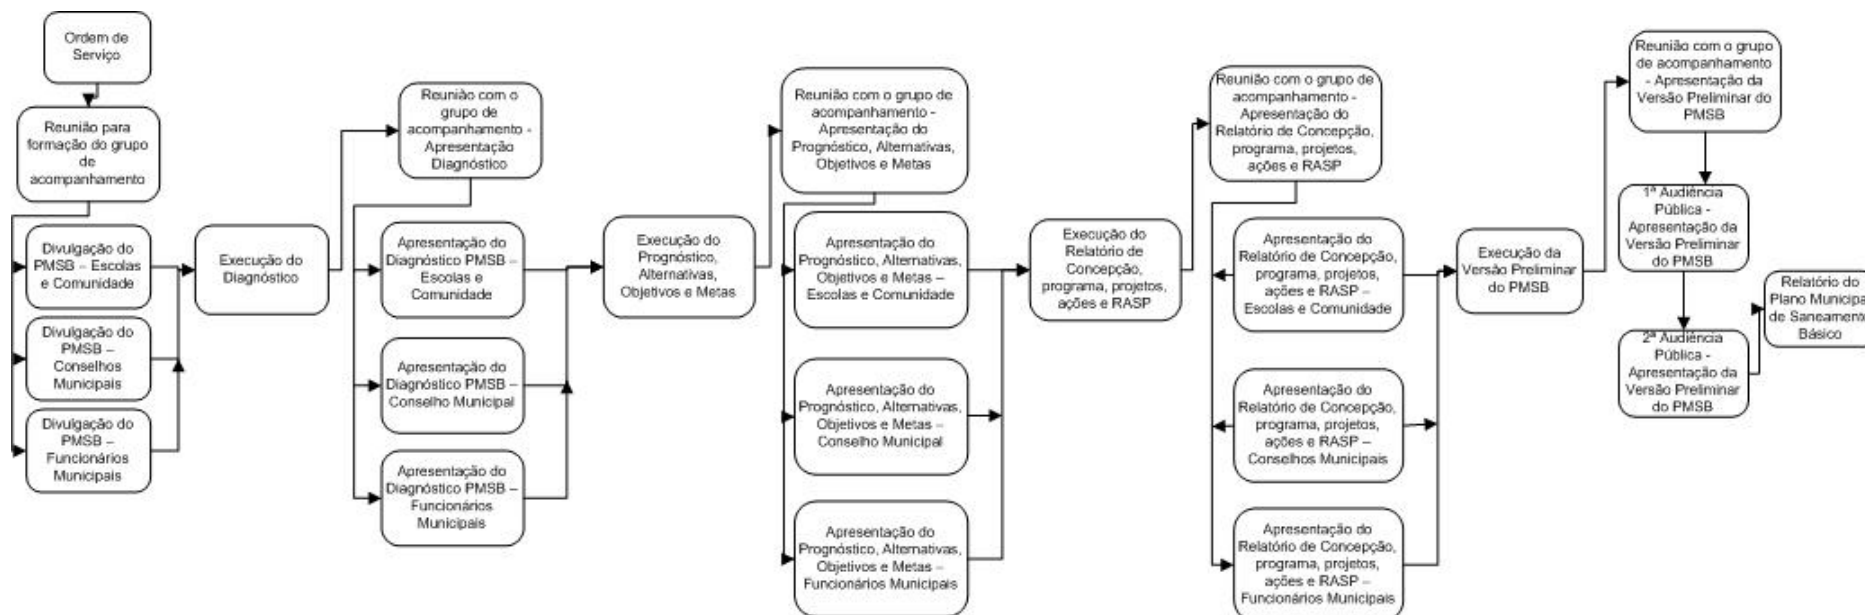 Ordem de
Serviço
Reunião para
formação do grupo
de
acompanhamento
Divulgação do
PMSB – Escolas
e Comunidade
Divulgação do
PMSB –
Conselhos
Municipais
Divulgação do
PMSB –
Funcionários
Municipais
Execução do
Diagnóstico
Reunião com o
grupo de
acompanhamento -
Apresentação
Diagnóstico
Apresentação do
Diagnóstico PMSB –
Escolas e
Comunidade
Apresentação do
Diagnóstico PMSB –
Conselho Municipal
Apresentação do
Diagnóstico PMSB –
Funcionários
Municipais
Execução do
Prognóstico,
Alternativas,
Objetivos e Metas
Reunião com o grupo de
acompanhamento -
Apresentação do
Prognóstico, Alternativas,
Objetivos e Metas
Apresentação do
Prognóstico, Alternativas,
Objetivos e Metas –
Escolas e Comunidade
Apresentação do
Prognóstico, Alternativas,
Objetivos e Metas –
Conselho Municipal
Apresentação do
Prognóstico, Alternativas,
Objetivos e Metas –
Funcionários Municipais
Execução do
Relatório de
Concepção,
programa, projetos,
ações e RASP
Reunião com o grupo de
acompanhamento -
Apresentação do
Relatório de Concepção,
programa, projetos,
ações e RASP
Apresentação do
Relatório de Concepção,
programa, projetos,
ações e RASP –
Escolas e Comunidade
Apresentação do
Relatório de Concepção,
programa, projetos,
ações e RASP –
Conselhos Municipais
Apresentação do
Relatório de Concepção,
programa, projetos,
ações e RASP –
Funcionários Municipais
Execução da
Versão Preliminar
do PMSB
Reunião com o grupo
de acompanhamento
- Apresentação da
Versão Preliminar do
PMSB
1ª Audiência
Pública -
Apresentação da
Versão Preliminar
do PMSB
2ª Audiência
Pública -
Apresentação da
Versão Preliminar
do PMSB
Relatório do
Plano Municipa
de Saneamento
Básico